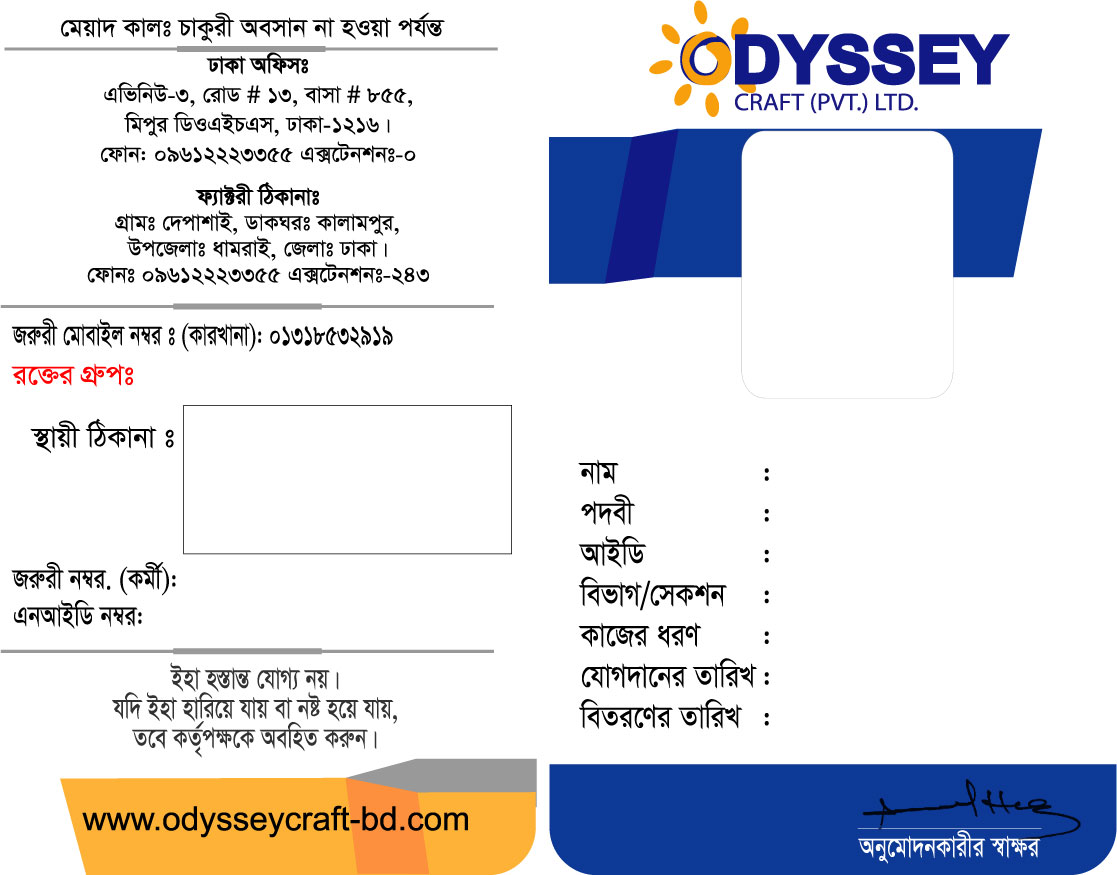 মেয়াদ কালঃ চাকুরী অবসান না হওয়া পর্যন্ত
ঢাকা অফিসঃ
এভিনিউ-৩, রোড # ১৩, বাসা # ৮৫৫,
মিপুর ডিওএইচএস, ঢাকা-১২১৬।
ফোন: ০৯৬১২২২৩৩৫৫ এক্সটেনশনঃ-০
ফ্যাক্টরী ঠিকানাঃ
গ্রামঃ দেপাশাই, ডাকঘরঃ কালামপুর,
উপজেলাঃ ধামরাই, জেলাঃ ঢাকা।
ফোনঃ ০৯৬১২২২৩৩৫৫ এক্সটেনশনঃ-২৪৩
জরুরী মোবাইল নম্বর ঃ (কারখানা): ০১৩১৮৫৩২৯১৯
রক্তের গ্রুপঃ
স্থায়ী ঠিকানা ঃ
জরুরী নম্বর. (কর্মী):
এনআইডি নম্বর:
ইহা হস্তান্ত যোগ্য নয়।
যদি ইহা হারিয়ে যায় বা নষ্ট হয়ে যায়,
তবে কর্তৃপক্ষকে অবহিত করুন।
www.odysseycraft-bd.com
ODYSSEY
CRAFT (PVT.) LTD.
নাম :
পদবী :
আইডি :
বিভাগ/সেকশন :
কাজের ধরণ :
যোগদানের তারিখ :
বিতরণের তারিখ :
অনুমোদনকারীর স্বাক্ষর